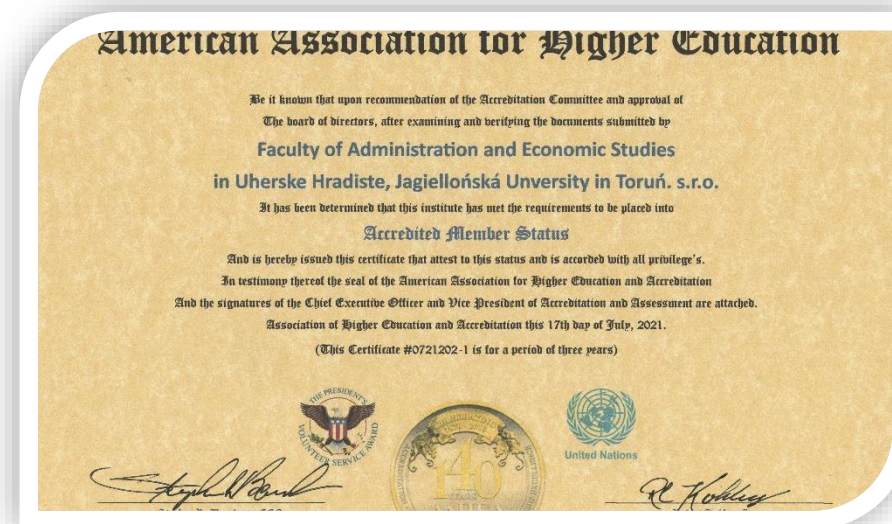 American Association for Higher Education
Be it known that upon recommendation of the Accreditation Committee and approval of
The board of directors, after examining and verifying the documents submitted by
Faculty of Administration and Economic Studies
in Uherske Hradiste, Jagiellońská Unversity in Toruń. s.r.o.
It has been determined that this institute has met the requirements to be placed into
Accredited Member Status
And is hereby issued this certificate that attest to this status and is accorded with all privilege's.
In testimony thereof the seal of the American Association for Higher Education and Accreditation
And the signatures of the Chief Executive Officer and Vice President of Accreditation and Assessment are attached.
Association of Higher Education and Accreditation this 17th day of July, 2021.
(This Certificate #0721202-1 is for a period of three years)
THE PRESIDENT'S
VOLUNTEER SERVICE AWARD
140
YEARS
United Nations